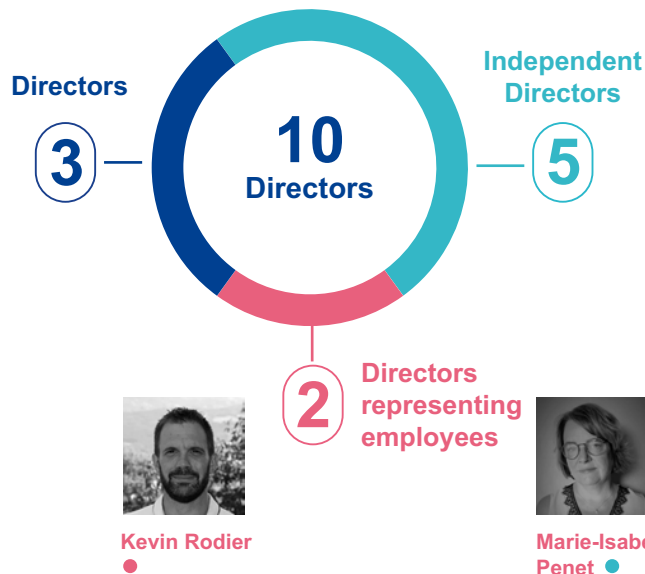 Directors
3
10
Directors
Independent
Directors
5
2
Directors
representing
employees
Kevin Rodier
Penet